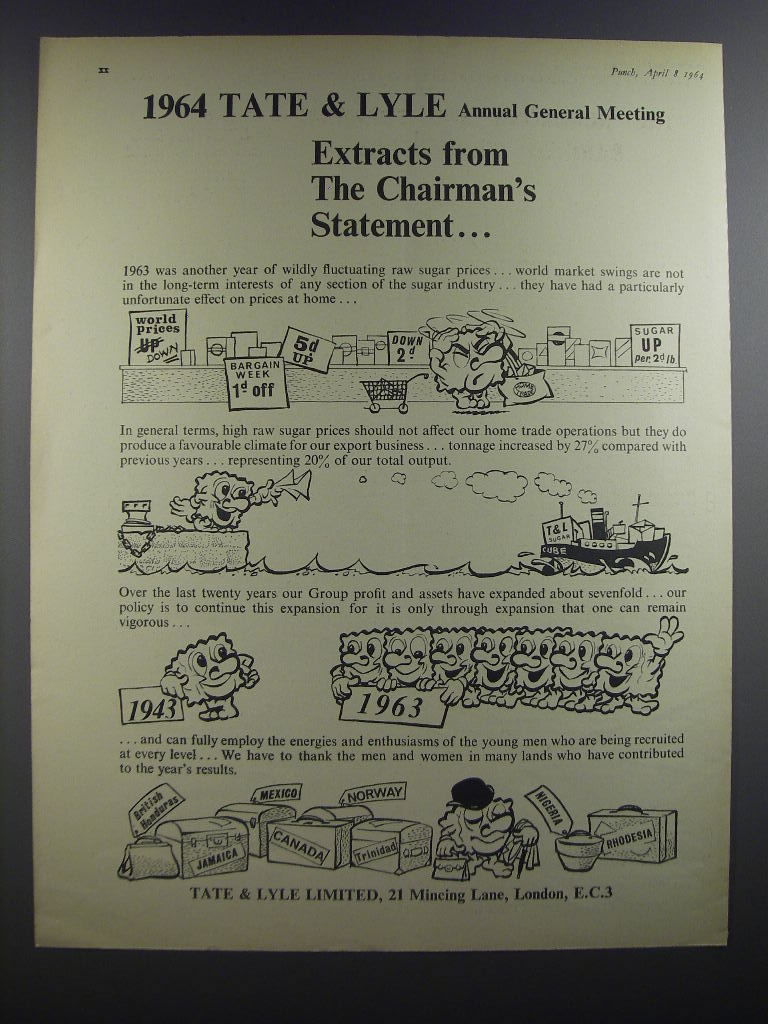 xx
Punch, April 8 1964
1964 TATE & LYLE Annual General Meeting
Extracts from
The Chairman's
Statement...
1963 was another year of wildly fluctuating raw sugar prices . . . world market swings are not
in the long-term interests of any section of the sugar industry . . . they have had a particularly
unfortunate effect on prices at home . . .
world
prices
UP
DOWN
BARGAIN
WEEK
1d off
5d
UP
DOWN
2d
HOME
TRADE
SUGAR
UP
per. 2d lb
In general terms, high raw sugar prices should not affect our home trade operations but they do
produce a favourable climate for our export business . . . tonnage increased by 27% compared with
previous years . . . representing 20% of our total output.
T&L
SUGAR
CUBE
Over the last twenty years our Group profit and assets have expanded about sevenfold . . . our
policy is to continue this expansion for it is only through expansion that one can remain
vigorous . . .
1943
1963
. . . and can fully employ the energies and enthusiasms of the young men who are being recruited
at every level . . . We have to thank the men and women in many lands who have contributed
to the year's results.
British
Honduras
JAMAICA
MEXICO
CANADA
NORWAY
Trinidad
NIGERIA
RHODESIA
TATE & LYLE LIMITED, 21 Mincing Lane, London, E.C.3